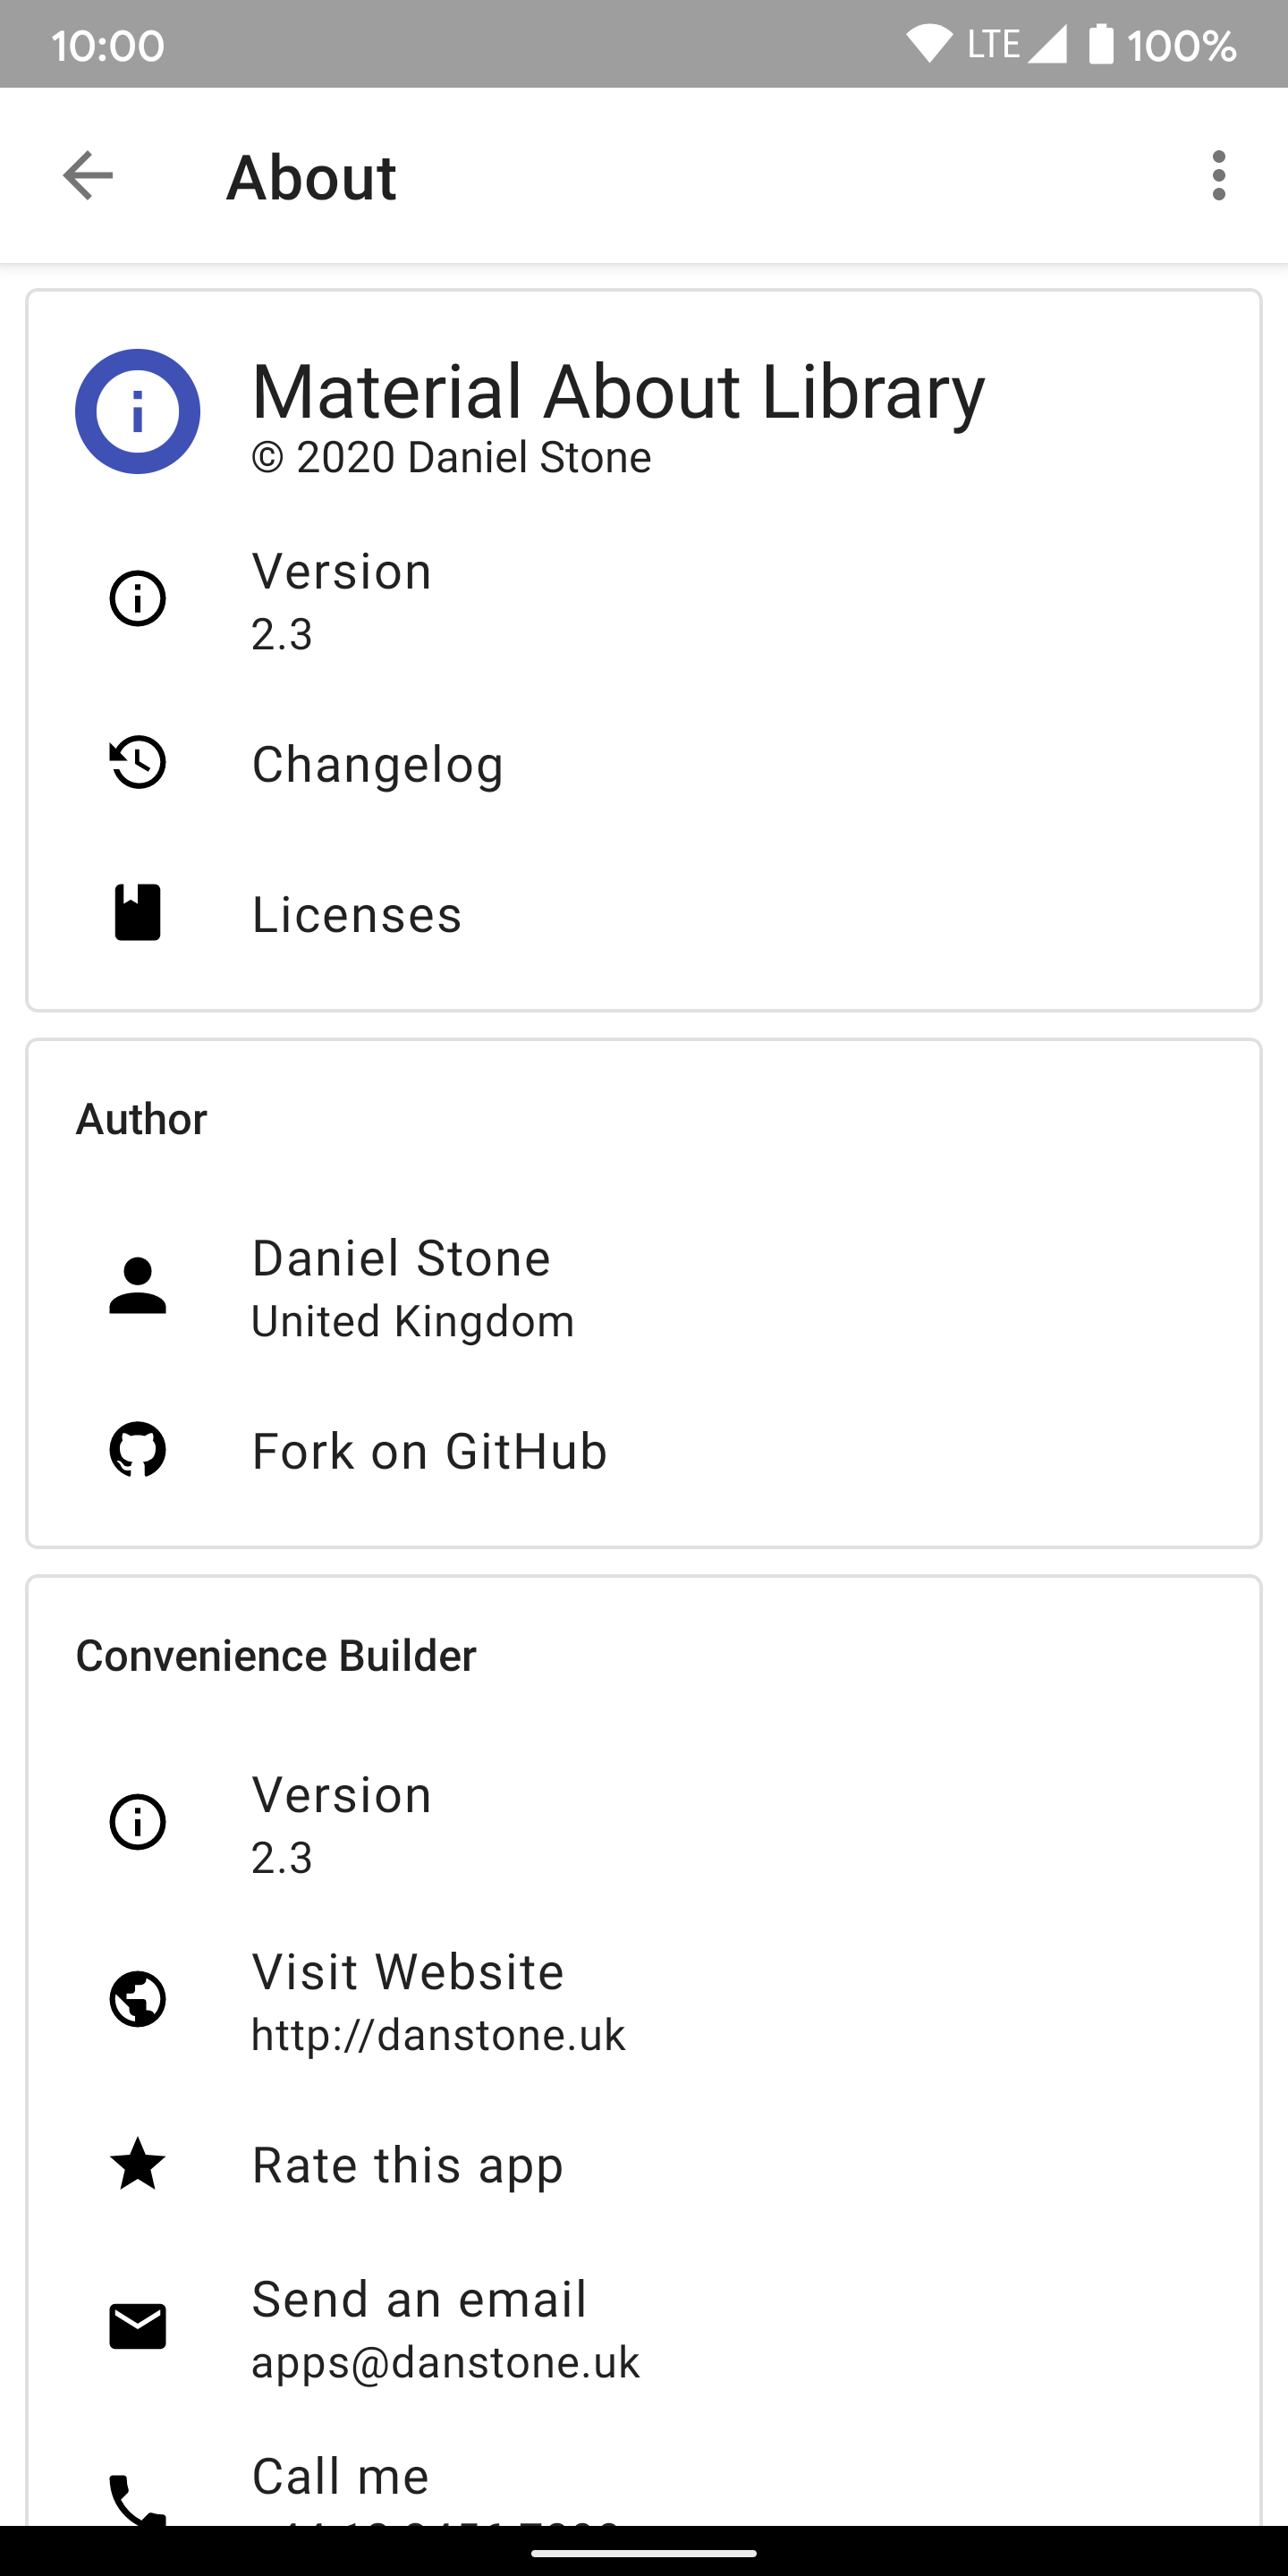 10:00
LTE 100%
About
Material About Library
© 2020 Daniel Stone
Version
2.3
Changelog
Licenses
Author
Daniel Stone
United Kingdom
Fork on GitHub
Convenience Builder
Version
2.3
Visit Website
http://danstone.uk
Rate this app
Send an email
apps@danstone.uk
Call me